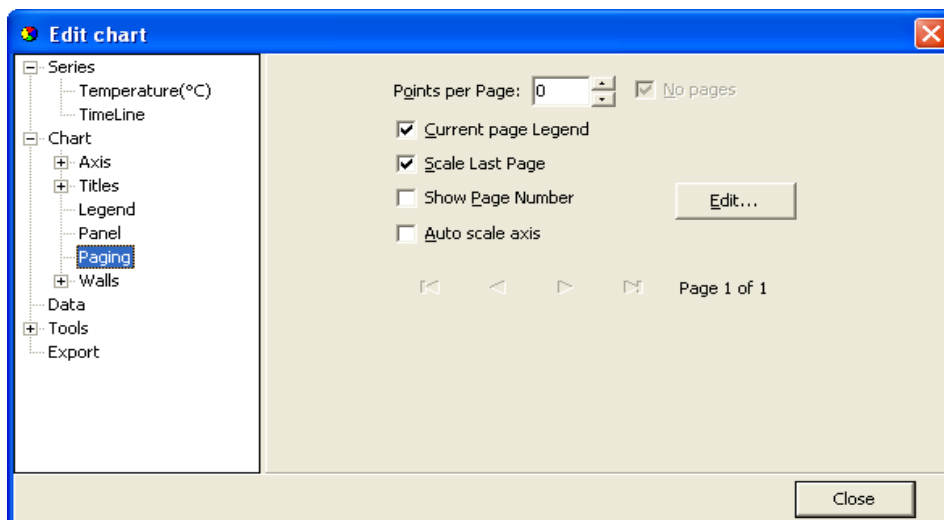 Edit chart
Series
Temperature(°C)
TimeLine
Chart
Axis
Titles
Legend
Panel
Paging
Walls
Data
Tools
Export
Points per Page: 0 No pages
Current page Legend
Scale Last Page
Show Page Number Edit...
Auto scale axis
Page 1 of 1
Close